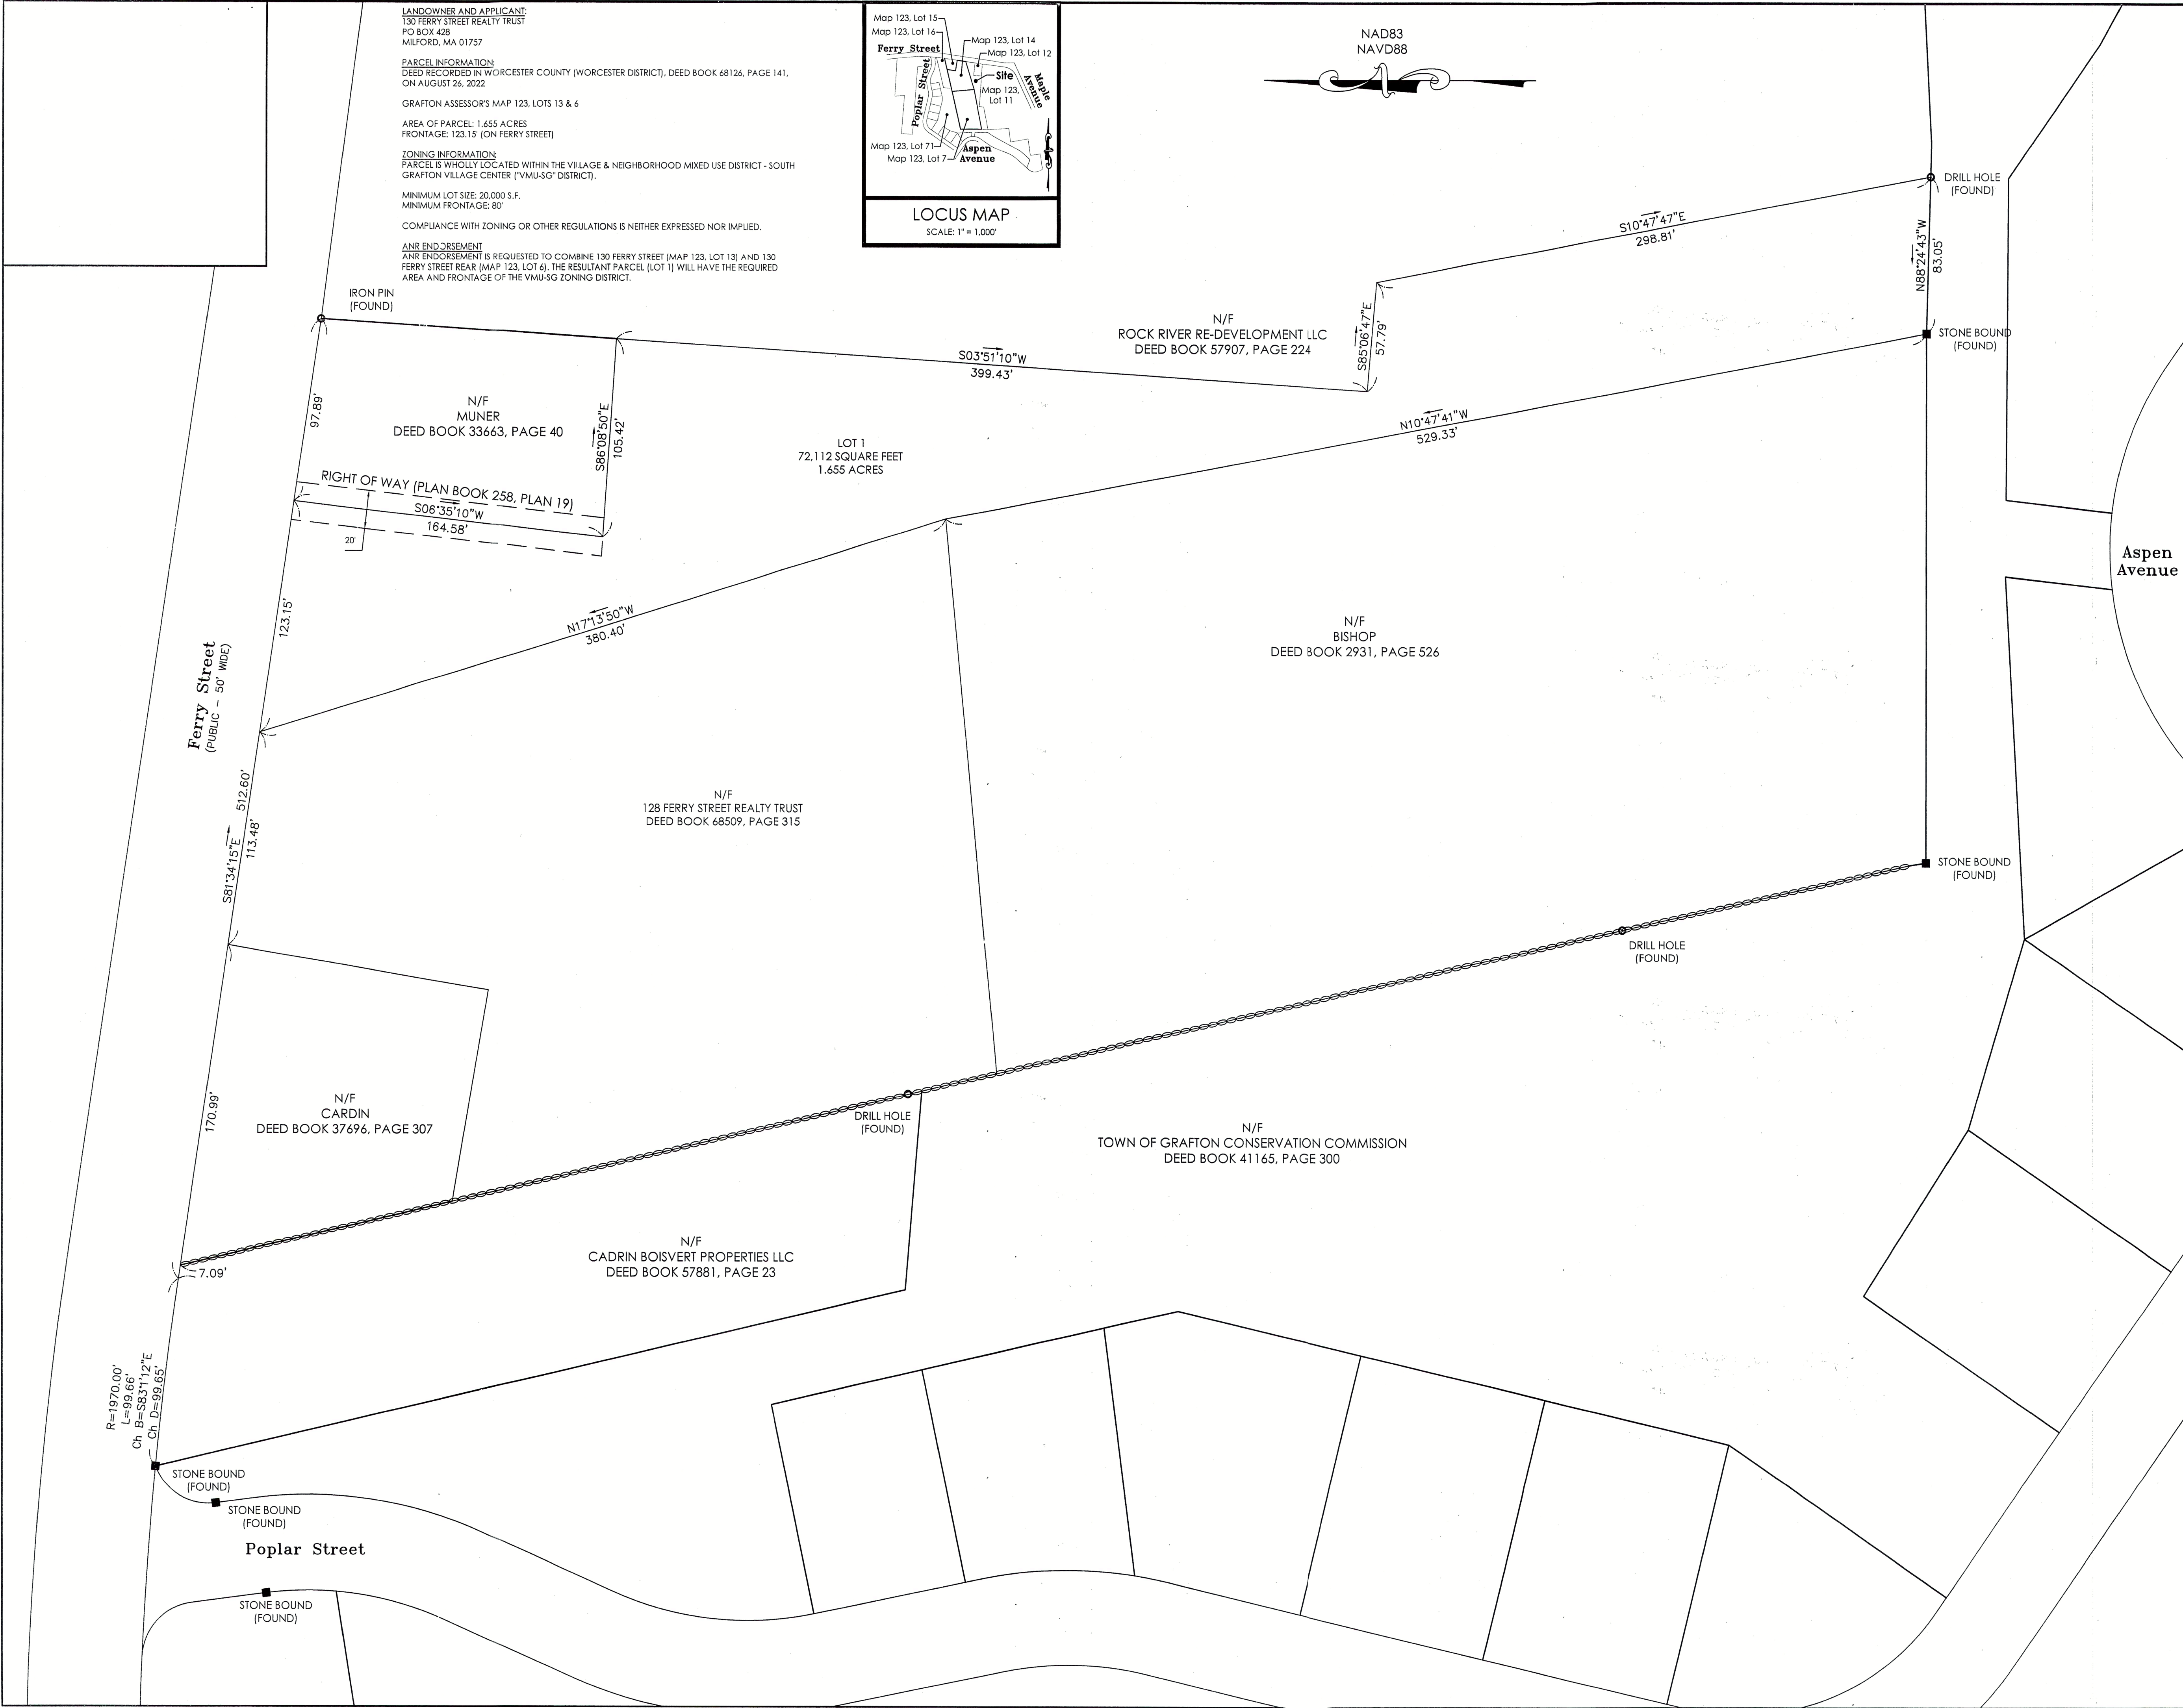 LANDOWNER AND APPLICANT:
130 FERRY STREET REALTY TRUST
PO BOX 428
MILFORD, MA 01757
PARCEL INFORMATION:
DEED RECORDED IN WORCESTER COUNTY (WORCESTER DISTRICT), DEED BOOK 68126, PAGE 141,
ON AUGUST 26, 2022
GRAFTON ASSESSOR'S MAP 123, LOTS 13 & 6
AREA OF PARCEL: 1.655 ACRES
FRONTAGE: 123.15' (ON FERRY STREET)
ZONING INFORMATION:
PARCEL IS WHOLLY LOCATED WITHIN THE VILLAGE & NEIGHBORHOOD MIXED USE DISTRICT - SOUTH
GRAFTON VILLAGE CENTER ("VMU-SG" DISTRICT).
MINIMUM LOT SIZE: 20,000 S.F.
MINIMUM FRONTAGE: 80'
COMPLIANCE WITH ZONING OR OTHER REGULATIONS IS NEITHER EXPRESSED NOR IMPLIED.
ANR ENDORSEMENT
ANR ENDORSEMENT IS REQUESTED TO COMBINE 130 FERRY STREET (MAP 123, LOT 13) AND 130
FERRY STREET REAR (MAP 123, LOT 6). THE RESULTANT PARCEL (LOT 1) WILL HAVE THE REQUIRED
AREA AND FRONTAGE OF THE VMU-SG ZONING DISTRICT.
Map 123, Lot 15
Map 123, Lot 16
Map 123, Lot 14
Ferry Street
Map 123, Lot 12
Site
Maple
Avenue
Map 123,
Lot 11
Poplar Street
Map 123, Lot 71
Map 123, Lot 7
Aspen
Avenue
LOCUS MAP
SCALE: 1" = 1,000'
NAD83
NAVD88
DRILL HOLE
(FOUND)
S10°47'47"E
298.81'
N88°24'43"W
83.05'
IRON PIN
(FOUND)
N/F
ROCK RIVER RE-DEVELOPMENT LLC
DEED BOOK 57907, PAGE 224
S85°06'47"E
57.79'
STONE BOUND
(FOUND)
S03°51'10"W
399.43'
97.89'
N/F
MUNER
DEED BOOK 33663, PAGE 40
S86°08'50"E
105.42'
N10°47'41"W
529.33'
LOT 1
72,112 SQUARE FEET
1.655 ACRES
RIGHT OF WAY (PLAN BOOK 258, PLAN 19)
S06°35'10"W
164.58'
20'
Aspen
Avenue
123.15'
N17°13'50"W
380.40'
N/F
BISHOP
DEED BOOK 2931, PAGE 526
Ferry Street
(PUBLIC - 50' WIDE)
N/F
128 FERRY STREET REALTY TRUST
DEED BOOK 68509, PAGE 315
S81°34'15"E 512.60'
113.48'
STONE BOUND
(FOUND)
DRILL HOLE
(FOUND)
170.99'
N/F
CARDIN
DEED BOOK 37696, PAGE 307
DRILL HOLE
(FOUND)
N/F
TOWN OF GRAFTON CONSERVATION COMMISSION
DEED BOOK 41165, PAGE 300
N/F
CADRIN BOISVERT PROPERTIES LLC
DEED BOOK 57881, PAGE 23
7.09'
R=1970.00'
L=99.66'
Ch B=S83°1'12"E
Ch D=99.65'
STONE BOUND
(FOUND)
STONE BOUND
(FOUND)
Poplar Street
STONE BOUND
(FOUND)